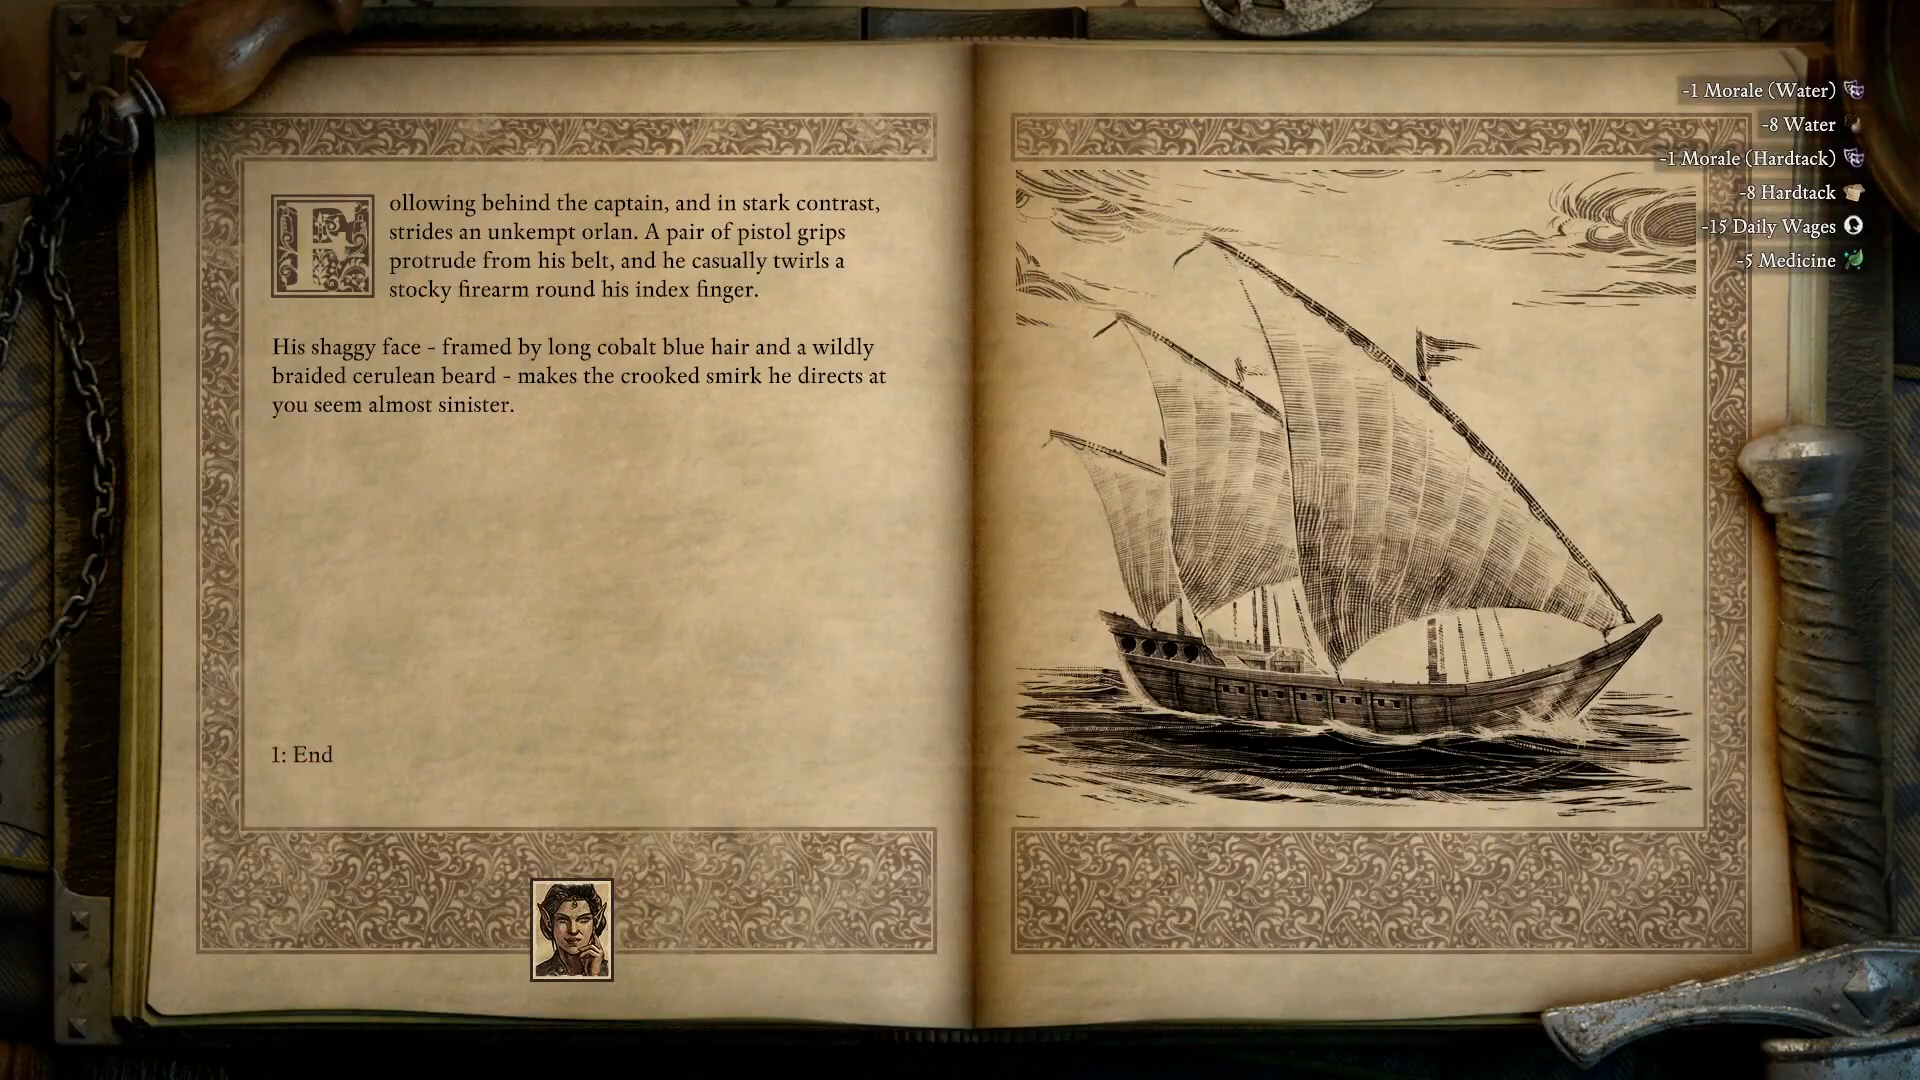 Following behind the captain, and in stark contrast,
strides an unkempt orlan. A pair of pistol grips
protrude from his belt, and he casually twirls a
stocky firearm round his index finger.
His shaggy face - framed by long cobalt blue hair and a wildly
braided cerulean beard - makes the crooked smirk he directs at
you seem almost sinister.
1: End
-1 Morale (Water)
-8 Water
-1 Morale (Hardtack)
-8 Hardtack
-15 Daily Wages
-5 Medicine